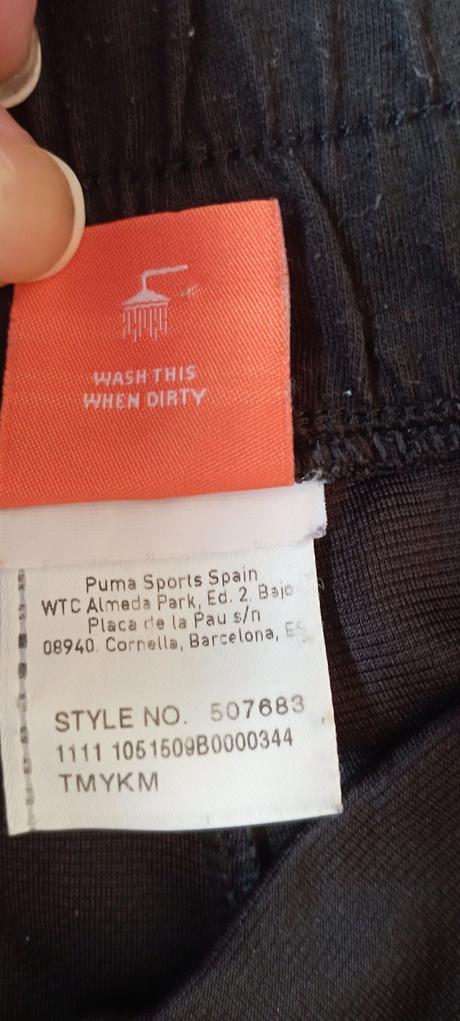 WASH THIS
WHEN DIRTY
Puma Sports Spain
WTC Almeda Park, Ed. 2, Bajo
Placa de la Pau s/n
08940. Cornella, Barcelona, ES
STYLE NO. 507683
1111 1051509B0000344
TMYKM